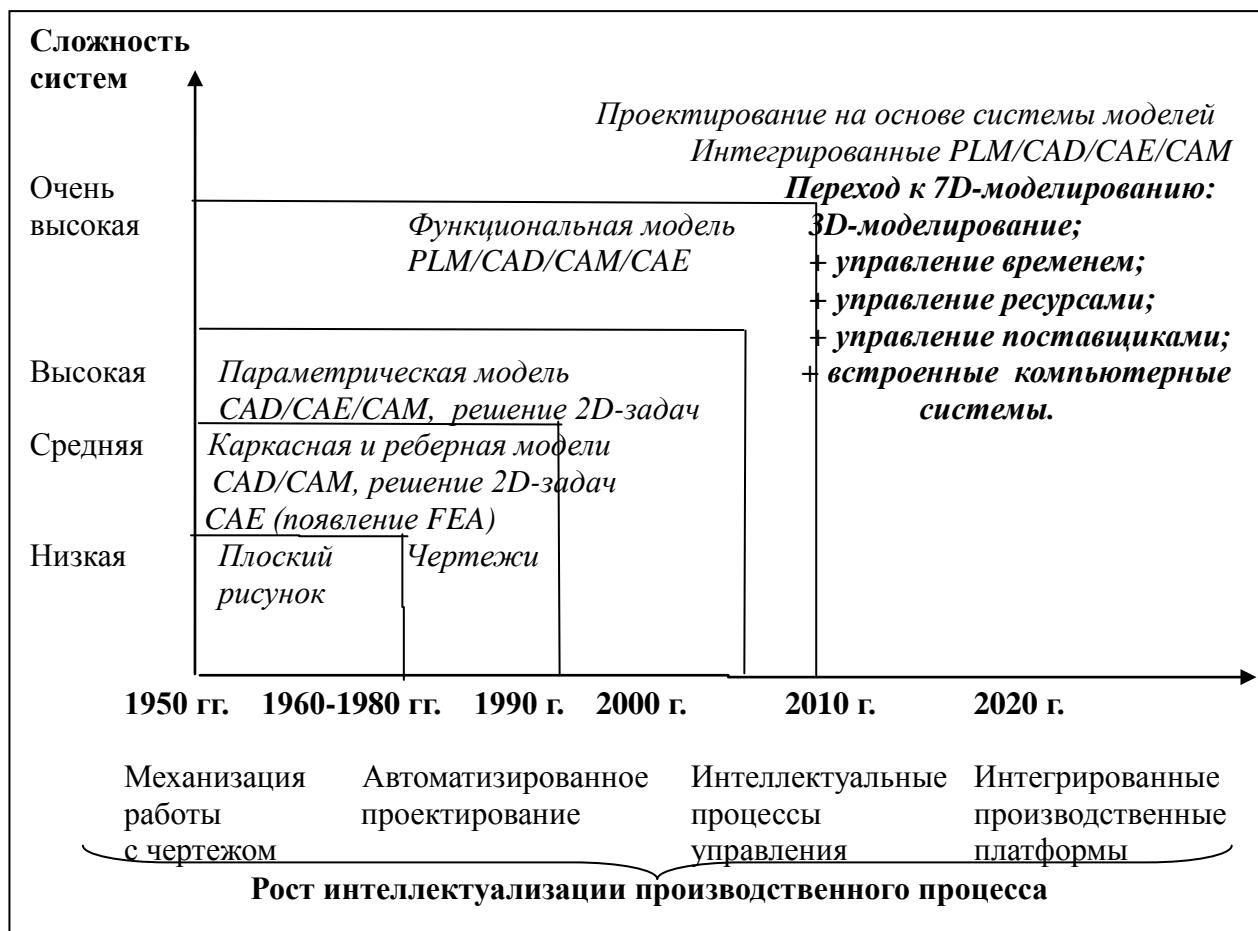 Сложность
систем
Проектирование на основе системы моделей
Интегрированные PLM/CAD/CAE/CAM
Переход к 7D-моделированию:
3D-моделирование;
+ управление временем;
+ управление ресурсами;
+ управление поставщиками;
+ встроенные компьютерные
системы.
Очень
высокая
Функциональная модель
PLM/CAD/CAM/CAE
Высокая
Параметрическая модель
CAD/CAE/CAM, решение 2D-задач
Средняя
Каркасная и реберная модели
CAD/CAM, решение 2D-задач
CAE (появление FEA)
Низкая
Плоский
рисунок
Чертежи
1950 гг. 1960-1980 гг. 1990 г. 2000 г. 2010 г. 2020 г.
Механизация
работы
с чертежом
Автоматизированное
проектирование
Интеллектуальные
процессы
управления
Интегрированные
производственные
платформы
Рост интеллектуализации производственного процесса